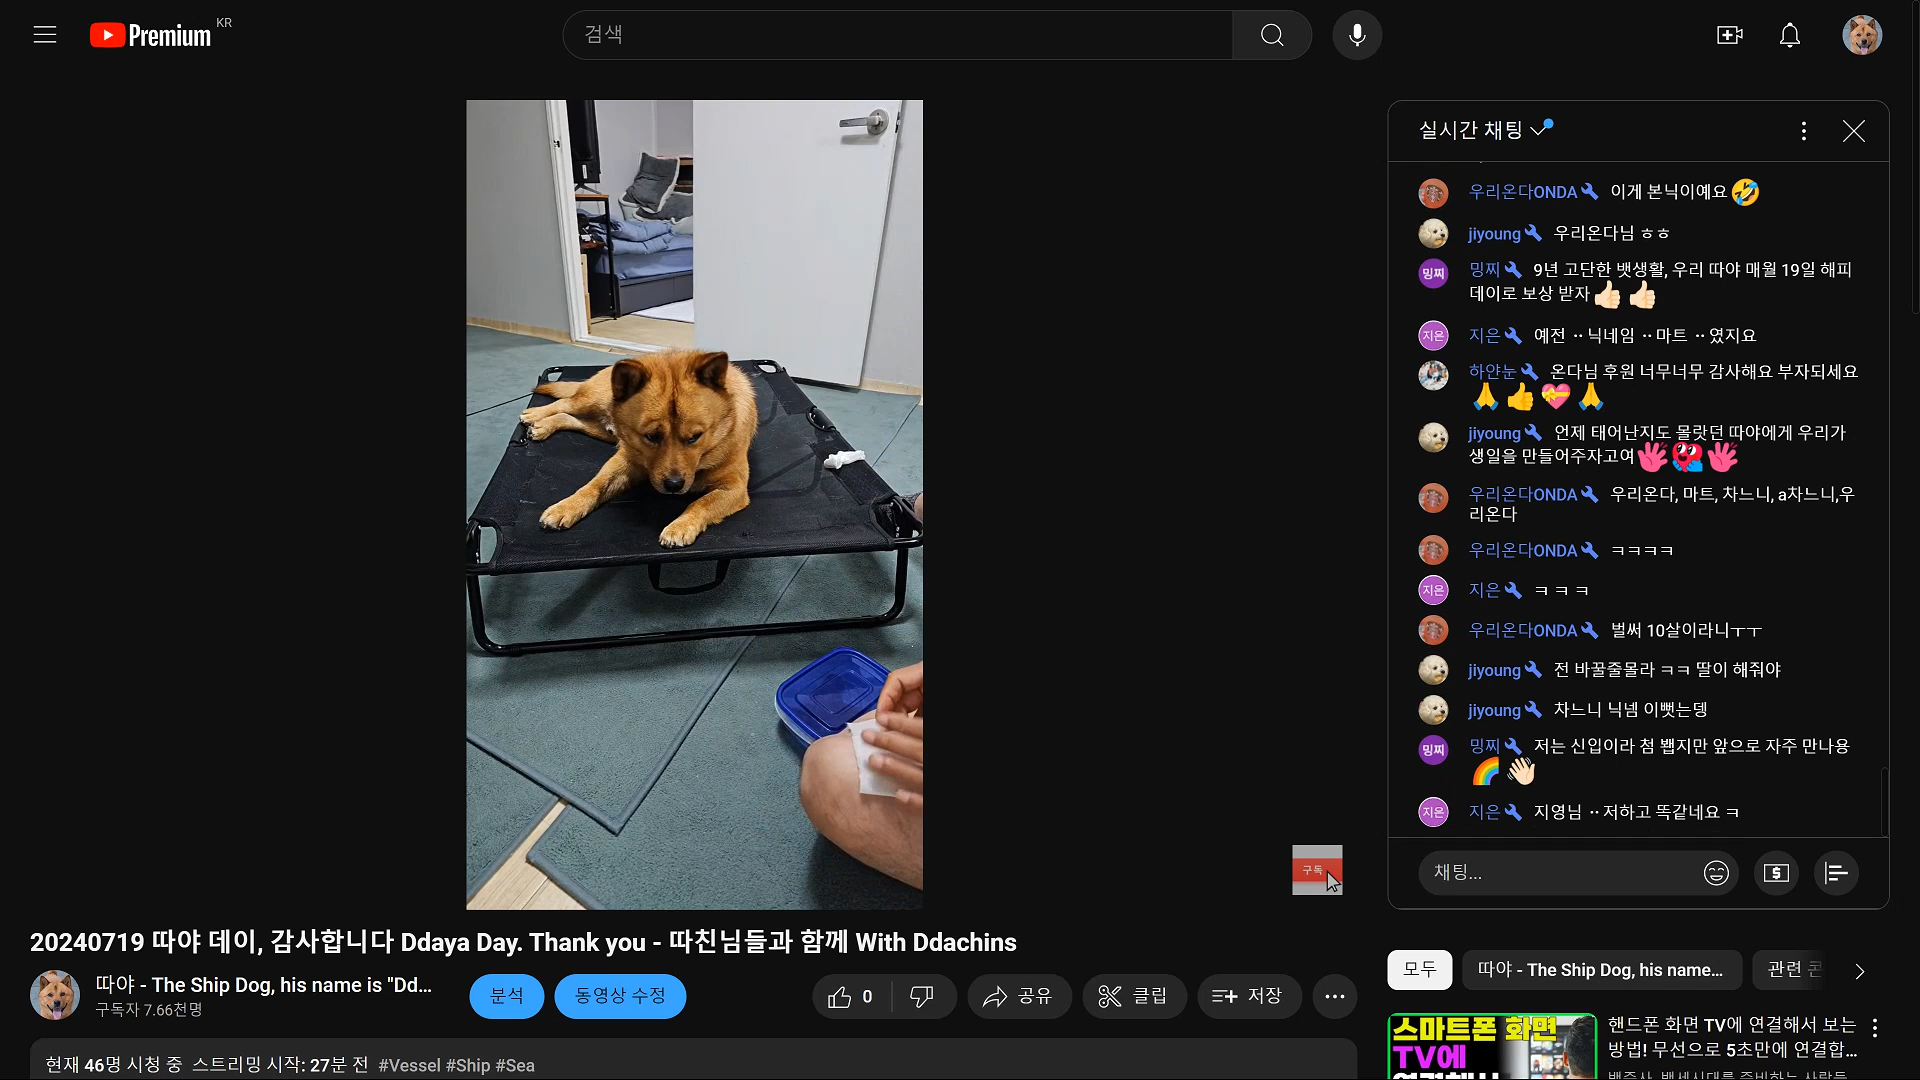 Premium KR
검색
실시간 채팅
우리온다ONDA 이게 본닉이예요
jiyoung 우리온다님 ㅎㅎ
밍찌 9년 고단한 뱃생활, 우리 따야 매월 19일 해피
데이로 보상 받자
지은 예전 ᆢ닉네임 ᆢ마트 ᆢ였지요
하얀눈 온다님 후원 너무너무 감사해요 부자되세요
jiyoung 언제 태어난지도 몰랏던 따야에게 우리가
생일을 만들어주자고여
우리온다ONDA 우리온다, 마트, 차느니, a차느니,우
리온다
우리온다ONDA ㅋㅋㅋㅋ
지은 ㅋ ㅋ ㅋ
우리온다ONDA 벌써 10살이라니ㅜㅜ
jiyoung 전 바꿀줄몰라 ㅋㅋ 딸이 해줘야
jiyoung 차느니 닉넴 이뻣는뎅
밍찌 저는 신입이라 첨 뵙지만 앞으로 자주 만나용
지은 지영님 ᆢ저하고 똑같네요 ㅋ
채팅...
구독
20240719 따야 데이, 감사합니다 Ddaya Day. Thank you - 따친님들과 함께 With Ddachins
따야 - The Ship Dog, his name is "Dd...
구독자 7.66천명
분석
동영상 수정
0
공유
클립
저장
현재 46명 시청 중 스트리밍 시작: 27분 전 #Vessel #Ship #Sea
모두
따야 - The Ship Dog, his name...
관련
스마트폰 화면
TV에
핸드폰 화면 TV에 연결해서 보는
방법! 무선으로 5초만에 연결합...